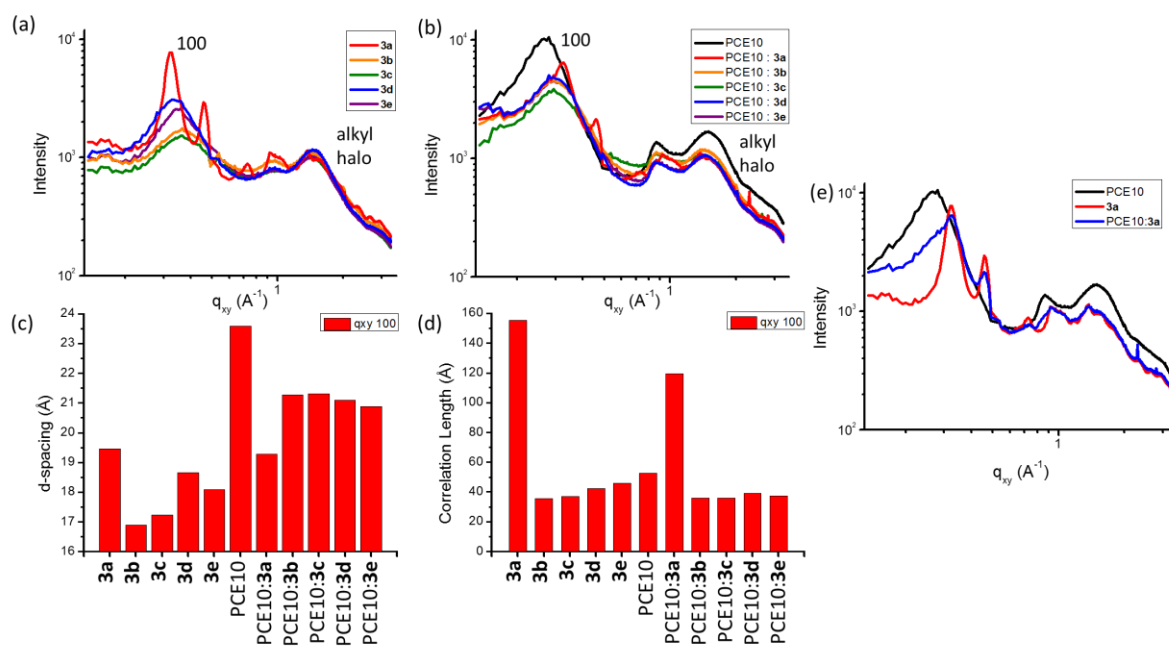 (a)
10⁴
10³
10²
Intensity
100
3a
3b
3c
3d
3e
alkyl
halo
1
qxy (A⁻¹)
(b)
10⁴
10³
10²
Intensity
100
PCE10
PCE10 : 3a
PCE10 : 3b
PCE10 : 3c
PCE10 : 3d
PCE10 : 3e
alkyl
halo
1
qxy (A⁻¹)
(e)
10⁴
10³
10²
Intensity
PCE10
3a
PCE10:3a
1
qxy (A⁻¹)
(c)
24
23
22
21
20
19
18
17
16
d-spacing (Å)
qxy 100
3a
3b
3c
3d
3e
PCE10
PCE10:3a
PCE10:3b
PCE10:3c
PCE10:3d
PCE10:3e
(d)
160
140
120
100
80
60
40
20
0
Correlation Length (Å)
qxy 100
3a
3b
3c
3d
3e
PCE10
PCE10:3a
PCE10:3b
PCE10:3c
PCE10:3d
PCE10:3e